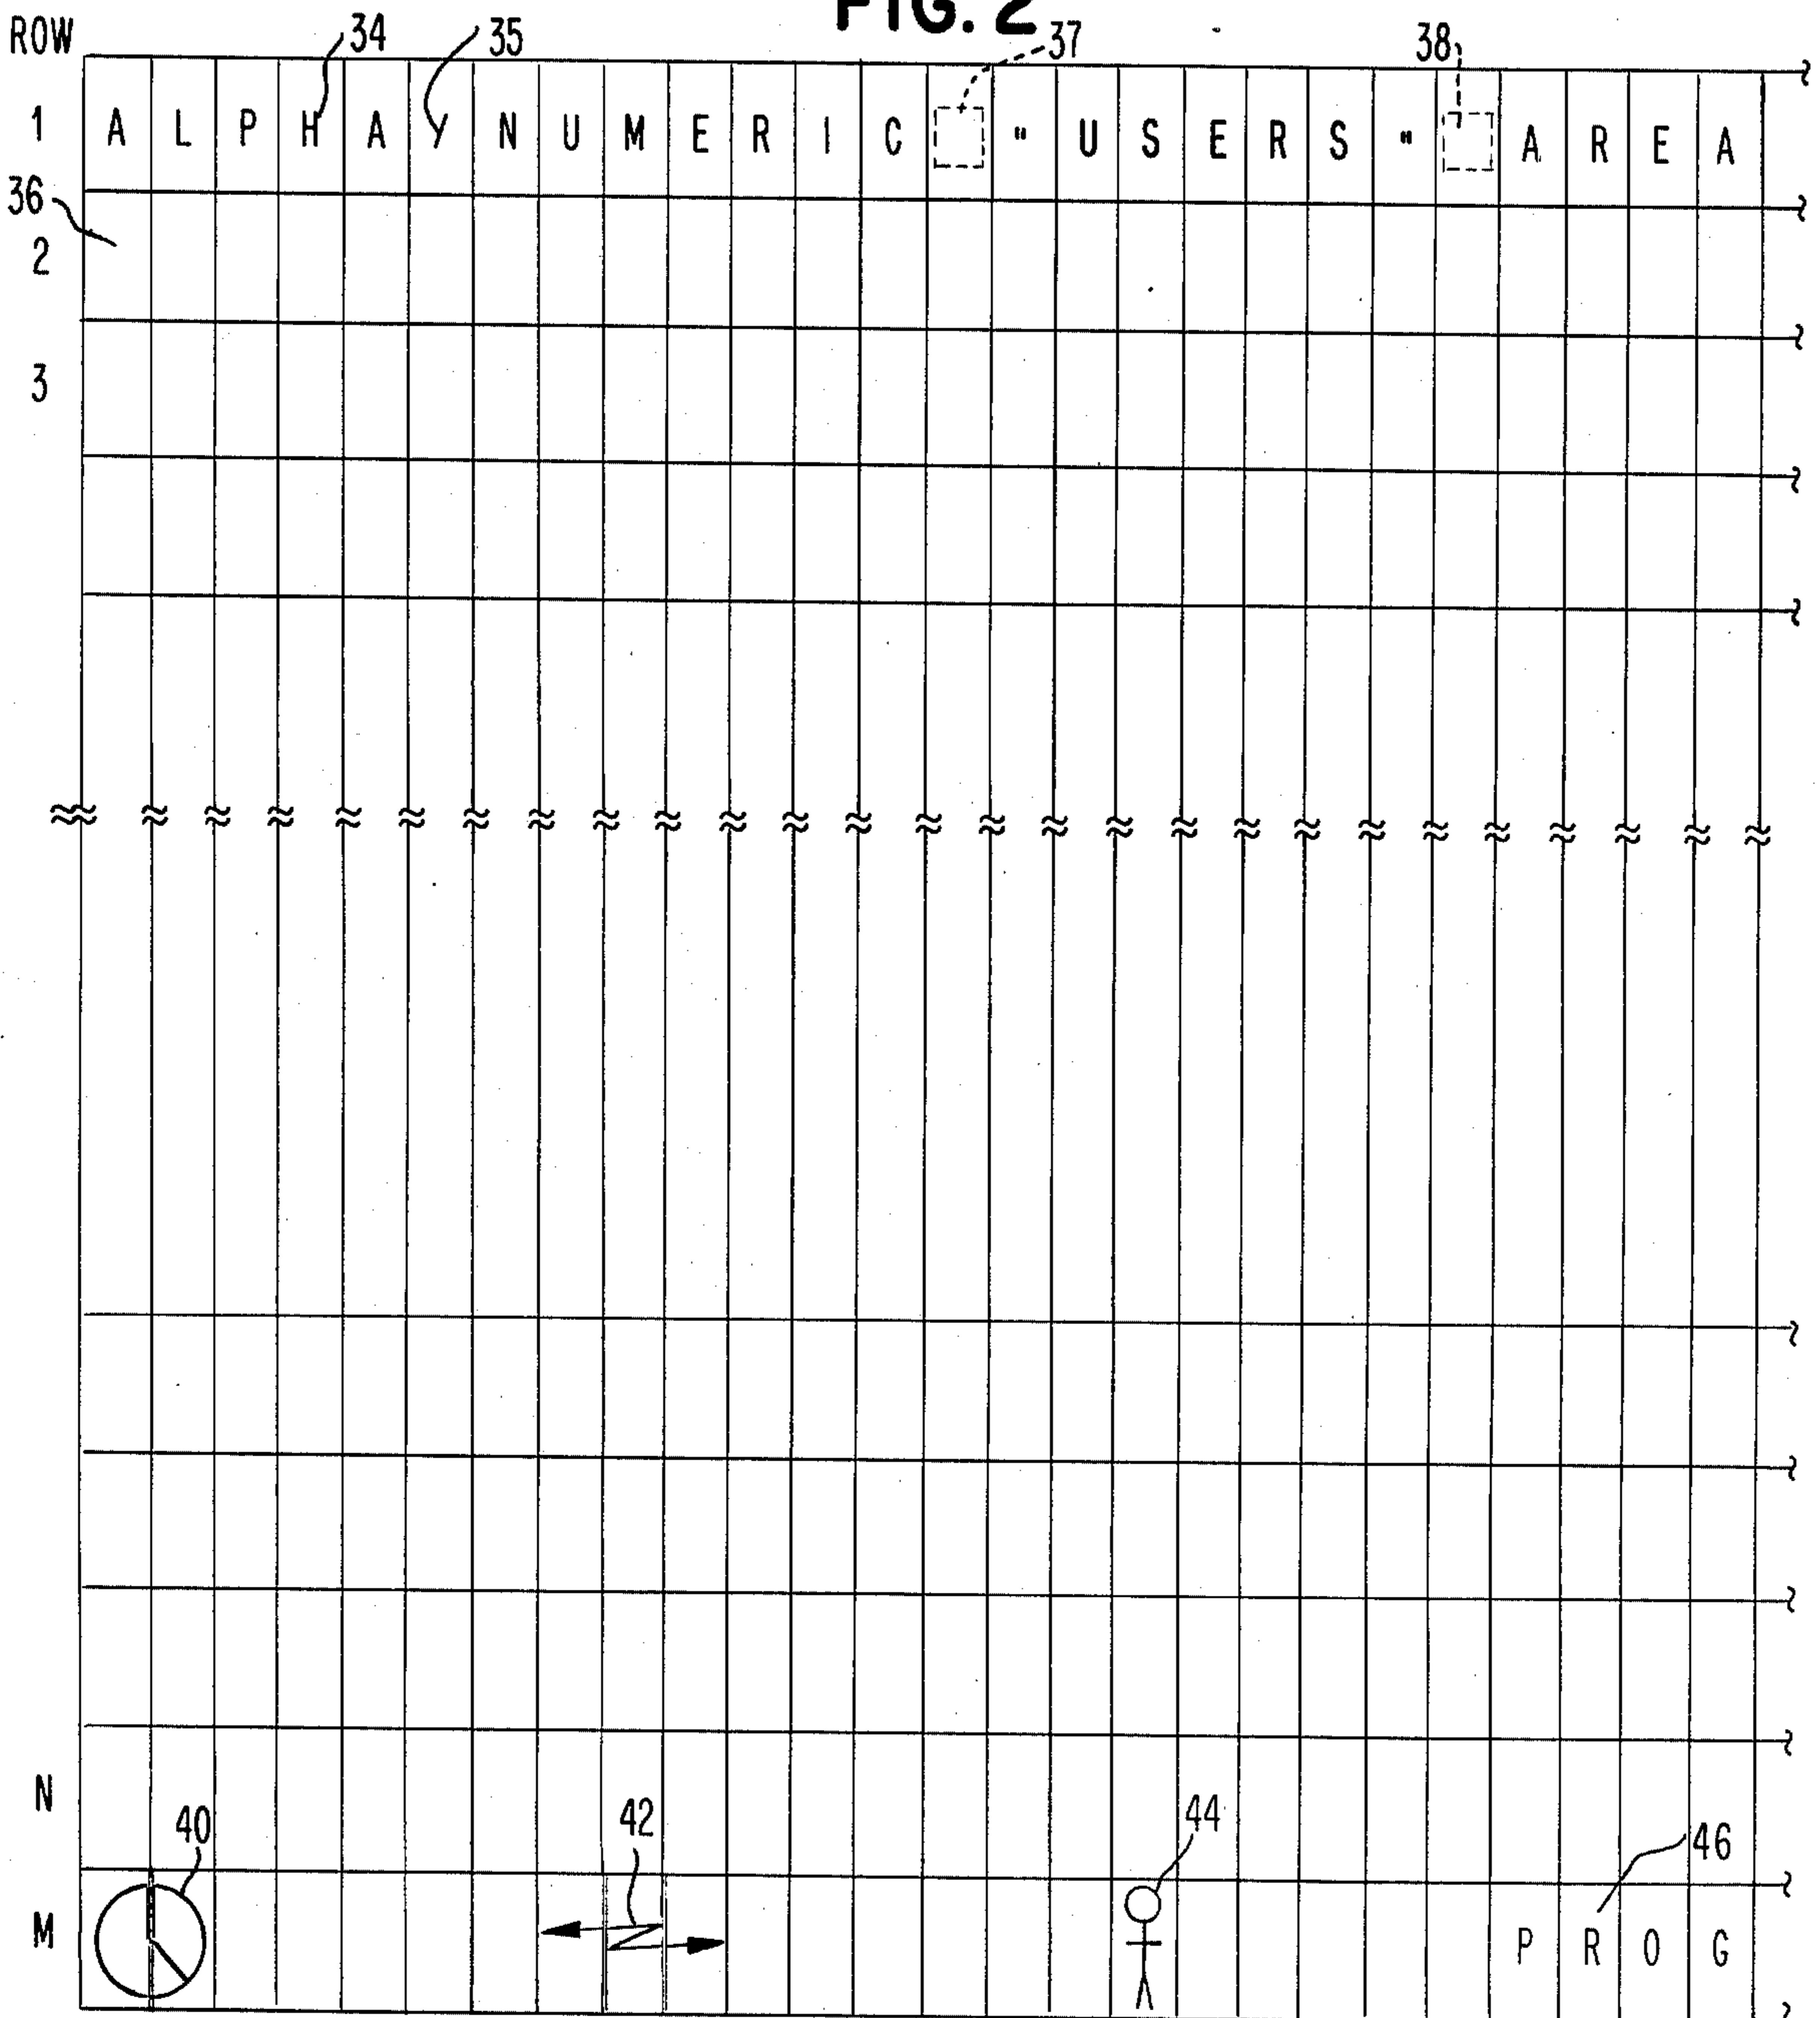 FIG. 2
ROW 34 35 37 38
1 A L P H A / N U M E R I C " U S E R S " A R E A
36
2
3
N
40 42 44 46
M P R O G